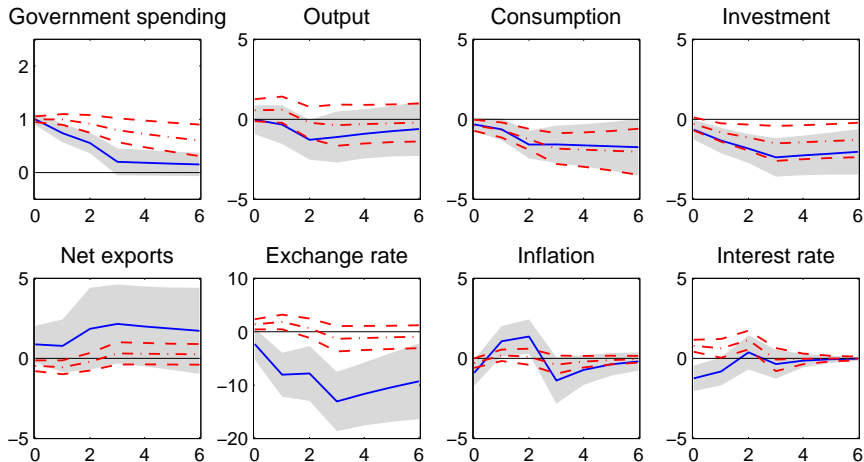 Government spending
Output
Consumption
Investment
2
1
0
0 2 4 6
5
0
−5
0 2 4 6
5
0
−5
0 2 4 6
5
0
−5
0 2 4 6
Net exports
Exchange rate
Inflation
Interest rate
5
0
−5
0 2 4 6
10
0
−10
−20
0 2 4 6
5
0
−5
0 2 4 6
5
0
−5
0 2 4 6